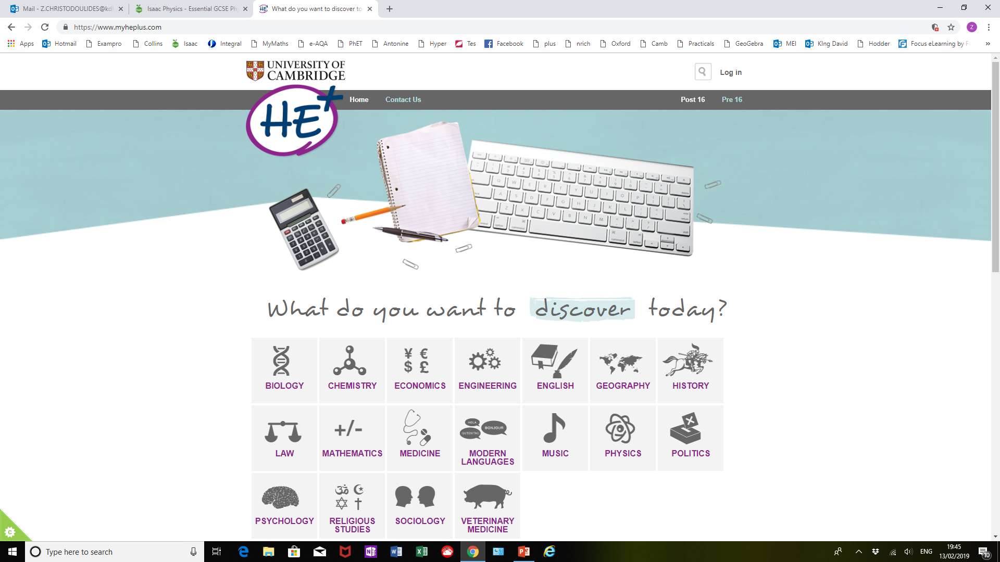 Mail - Z.CHRISTODOULIDES@kdh
Isaac Physics - Essential GCSE Phy
What do you want to discover to
https://www.myheplus.com
Z
Apps Hotmail Exampro Collins Isaac Integral MyMaths e-AQA PhET Antonine Hyper Tes Facebook plus nrich Oxford Camb Practicals GeoGebra MEI KIng David Hodder Focus eLearning by F
UNIVERSITY OF
CAMBRIDGE
Log in
HE+
Home Contact Us Post 16 Pre 16
What do you want to discover today?
BIOLOGY CHEMISTRY ECONOMICS ENGINEERING ENGLISH GEOGRAPHY HISTORY
+/-
HOLA
BONJOUR
GUTEN TAG
LAW MATHEMATICS MEDICINE MODERN LANGUAGES MUSIC PHYSICS POLITICS
PSYCHOLOGY RELIGIOUS STUDIES SOCIOLOGY VETERINARY MEDICINE
Type here to search
ENG
19:45
13/02/2019
10